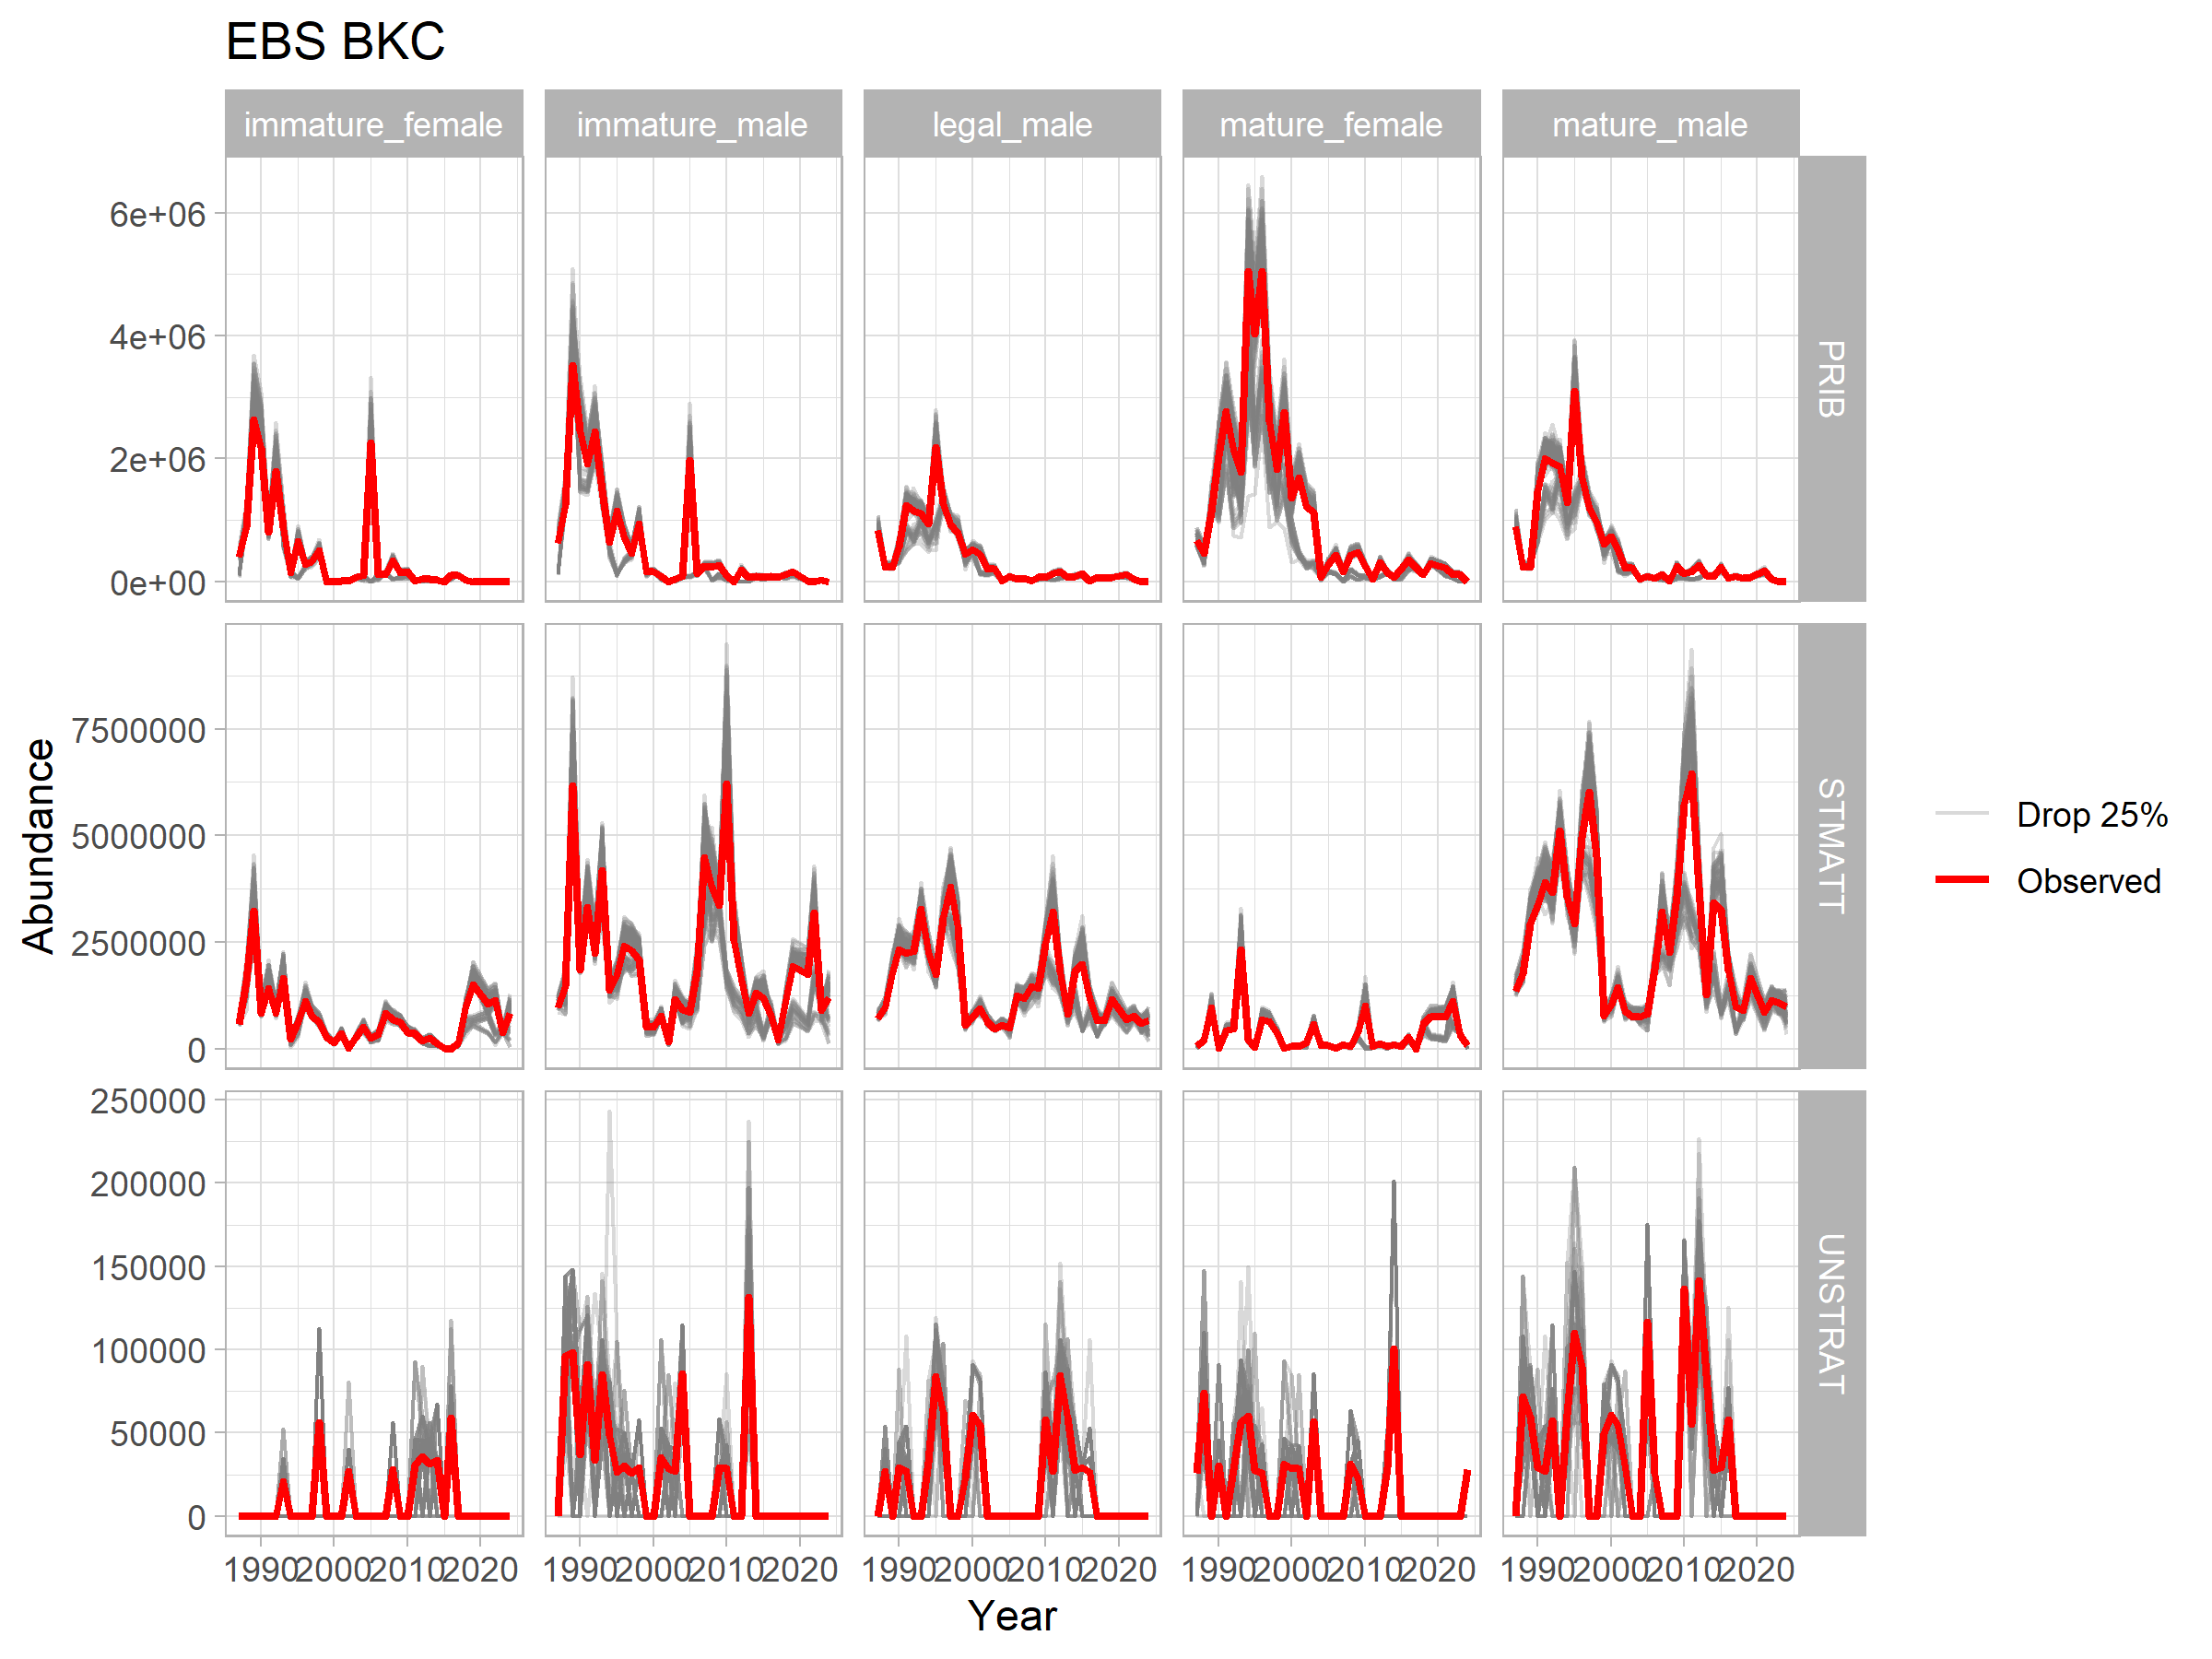 EBS BKC
immature_female immature_male legal_male mature_female mature_male
6e+06
4e+06
2e+06
0e+00
PRIB
7500000
5000000
2500000
0
STMATT
250000
200000
150000
100000
50000
0
UNSTRAT
1990 2000 2010 2020 1990 2000 2010 2020 1990 2000 2010 2020 1990 2000 2010 2020 1990 2000 2010 2020
Year
Abundance
Drop 25%
Observed